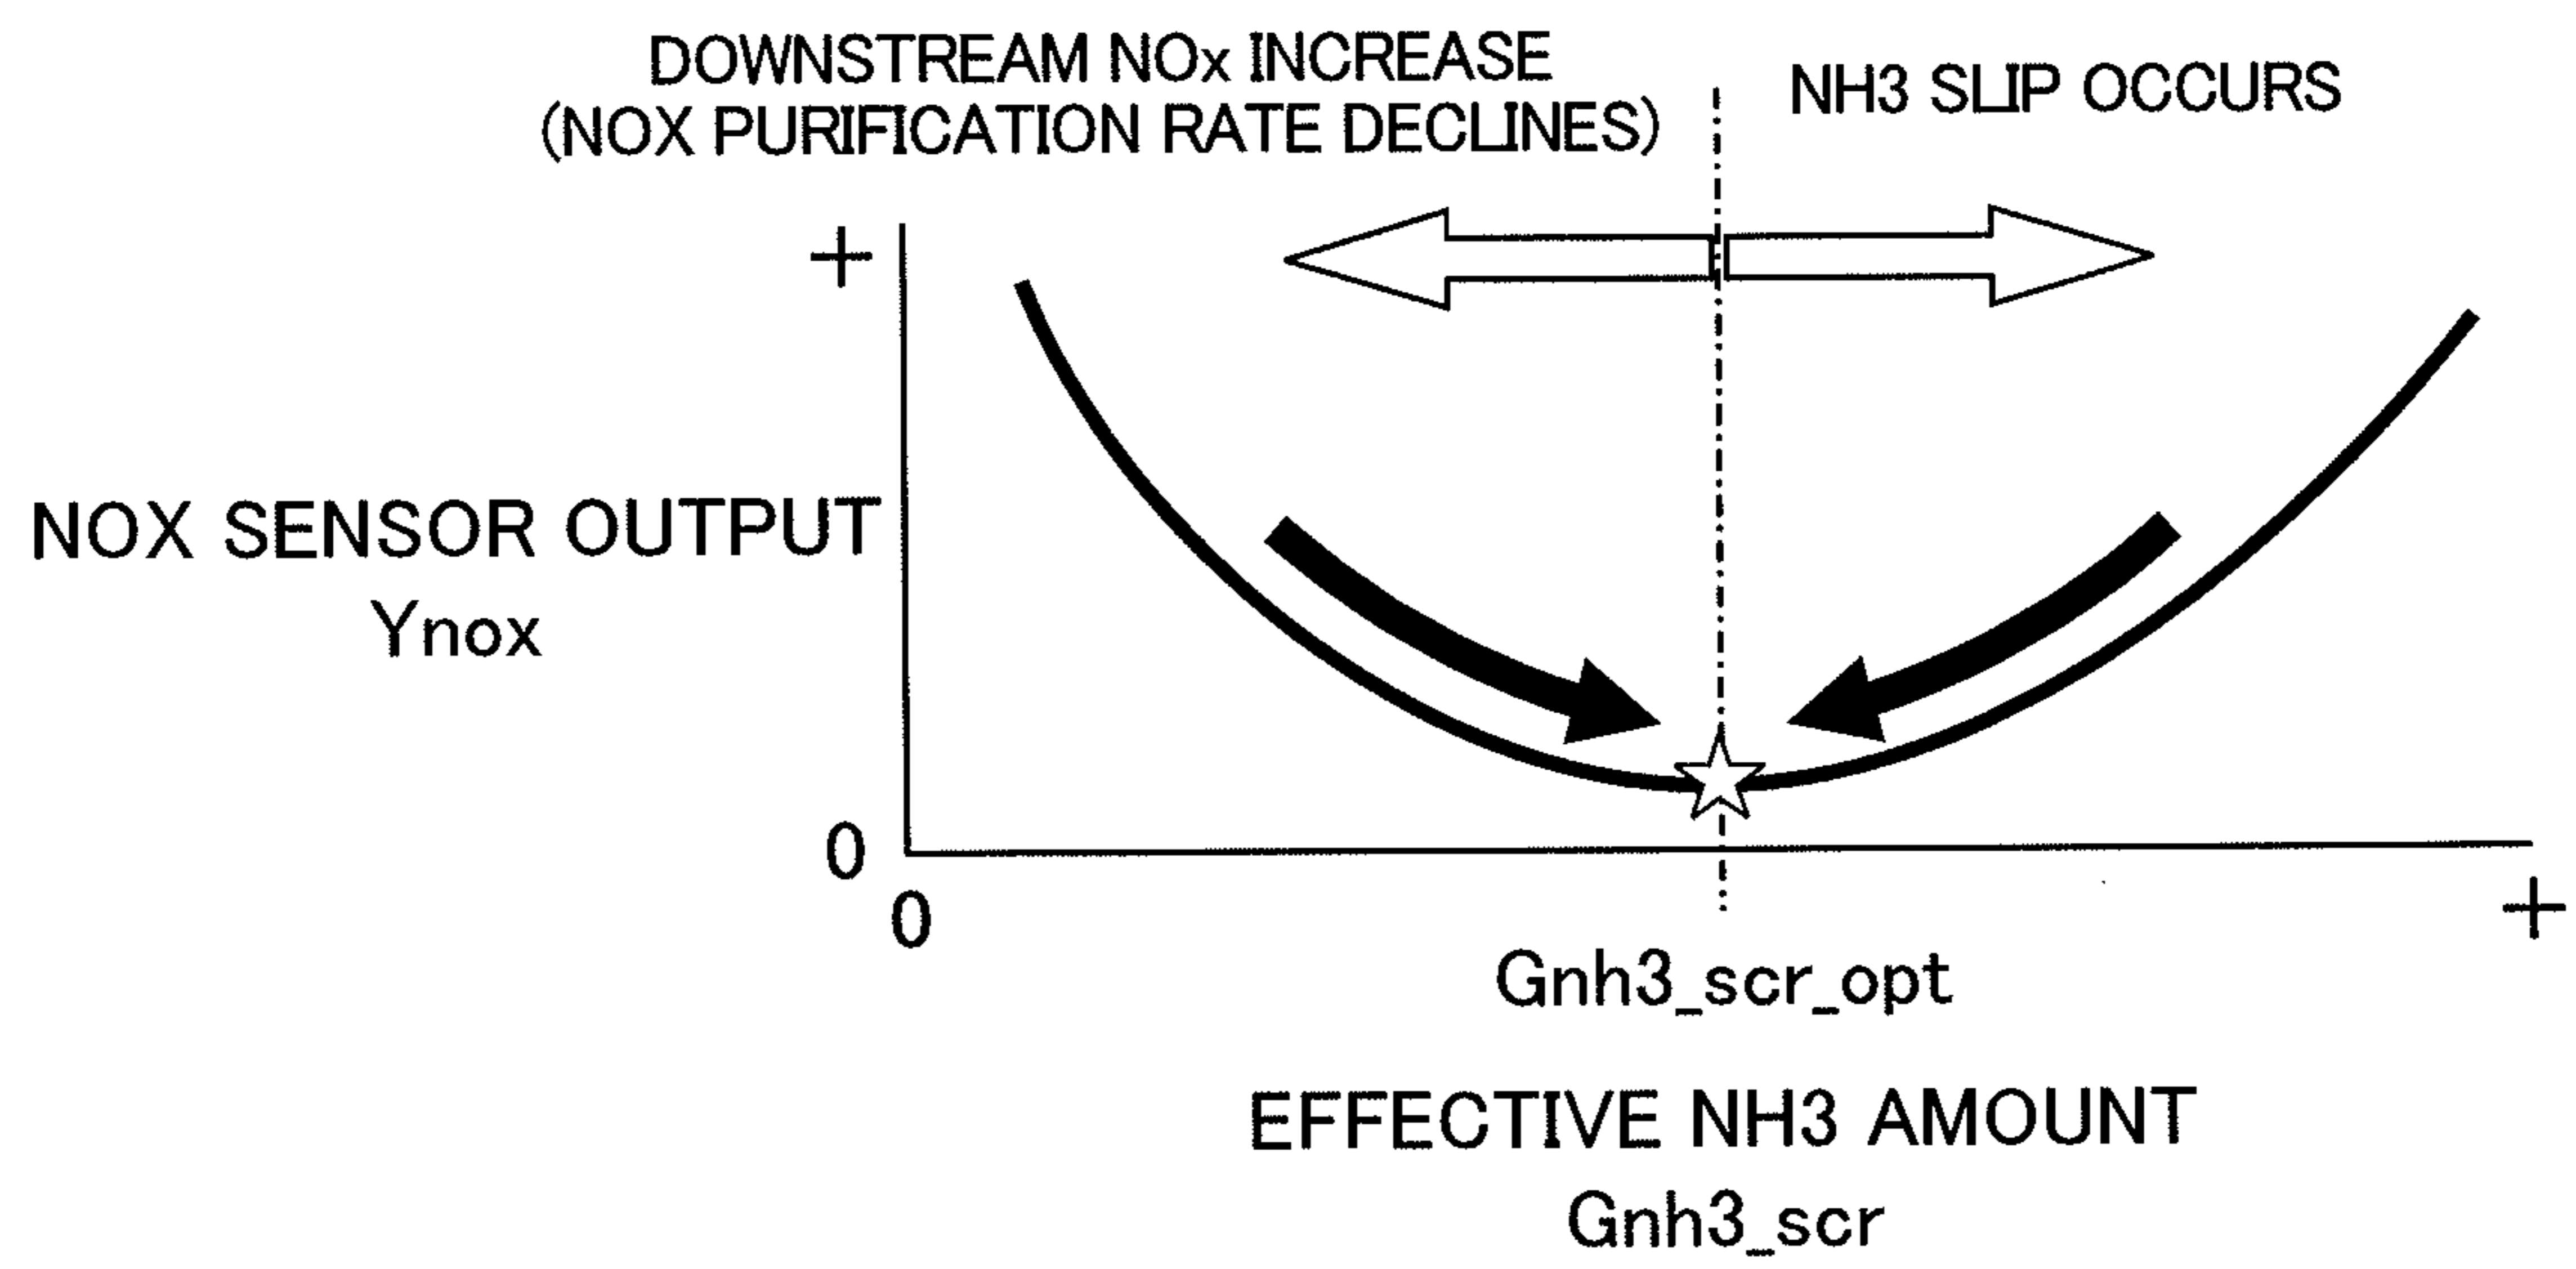 DOWNSTREAM NOx INCREASE
(NOX PURIFICATION RATE DECLINES)
NH3 SLIP OCCURS
+
NOX SENSOR OUTPUT
Ynox
0
0
+
Gnh3_scr_opt
EFFECTIVE NH3 AMOUNT
Gnh3_scr